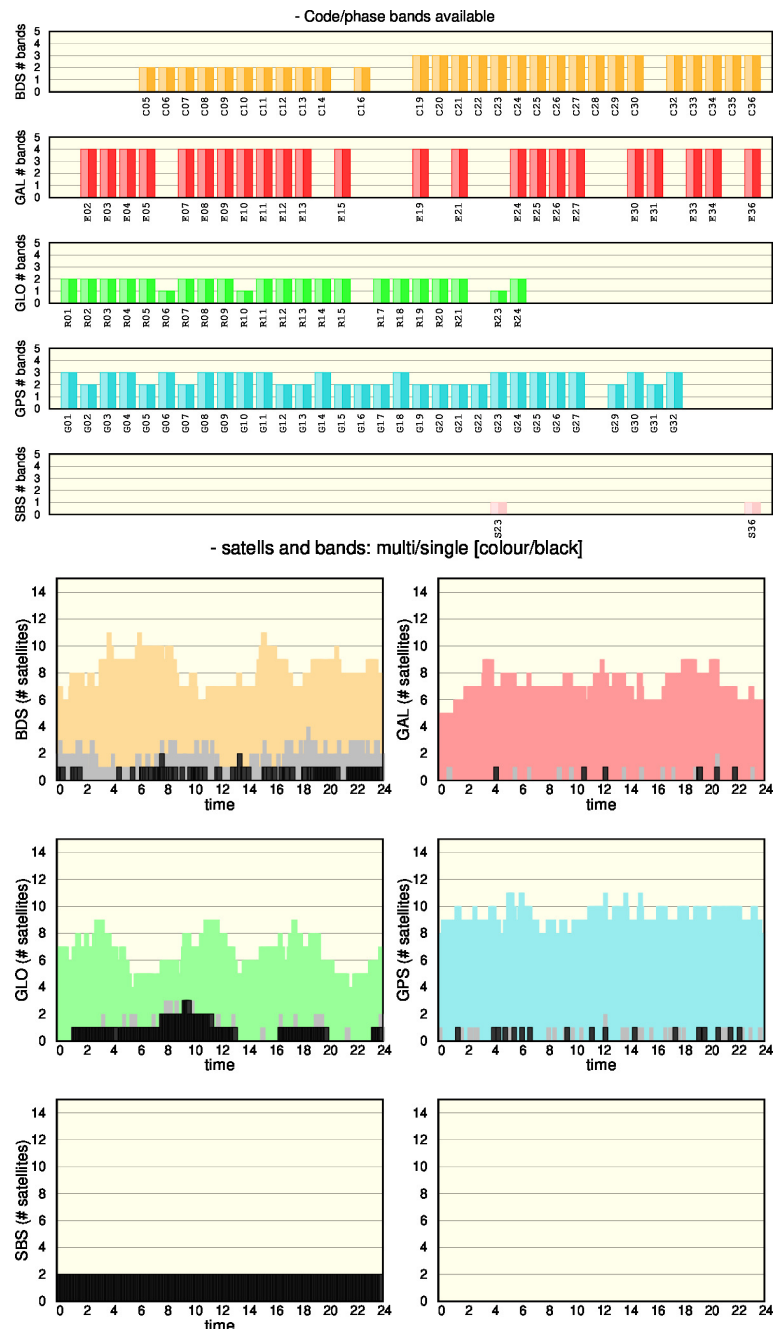 - Code/phase bands available
BDS # bands
5
4
3
2
1
0
C05 C06 C07 C08 C09 C10 C11 C12 C13 C14 C16 C19 C20 C21 C22 C23 C24 C25 C26 C27 C28 C29 C30 C32 C33 C34 C35 C36
GAL # bands
5
4
3
2
1
0
E02 E03 E04 E05 E07 E08 E09 E10 E11 E12 E13 E15 E19 E21 E24 E25 E26 E27 E30 E31 E33 E34 E36
GLO # bands
5
4
3
2
1
0
R01 R02 R03 R04 R05 R06 R07 R08 R09 R10 R11 R12 R13 R14 R15 R17 R18 R19 R20 R21 R23 R24
GPS # bands
5
4
3
2
1
0
G01 G02 G03 G04 G05 G06 G07 G08 G09 G10 G11 G12 G13 G14 G15 G16 G17 G18 G19 G20 G21 G22 G23 G24 G25 G26 G27 G29 G30 G31 G32
SBS # bands
5
4
3
2
1
0
S23 S36
- satells and bands: multi/single [colour/black]
BDS (# satellites)
14
12
10
8
6
4
2
0
0 2 4 6 8 10 12 14 16 18 20 22 24
time
GAL (# satellites)
14
12
10
8
6
4
2
0
0 2 4 6 8 10 12 14 16 18 20 22 24
time
GLO (# satellites)
14
12
10
8
6
4
2
0
0 2 4 6 8 10 12 14 16 18 20 22 24
time
GPS (# satellites)
14
12
10
8
6
4
2
0
0 2 4 6 8 10 12 14 16 18 20 22 24
time
SBS (# satellites)
14
12
10
8
6
4
2
0
0 2 4 6 8 10 12 14 16 18 20 22 24
time
14
12
10
8
6
4
2
0
0 2 4 6 8 10 12 14 16 18 20 22 24